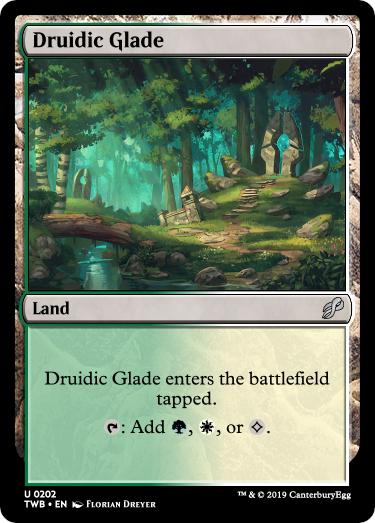 Druidic Glade
Land
Druidic Glade enters the battlefield
tapped.
: Add , , or .
U 0202
TWB • EN Florian Dreyer
™ & © 2019 CanterburyEgg